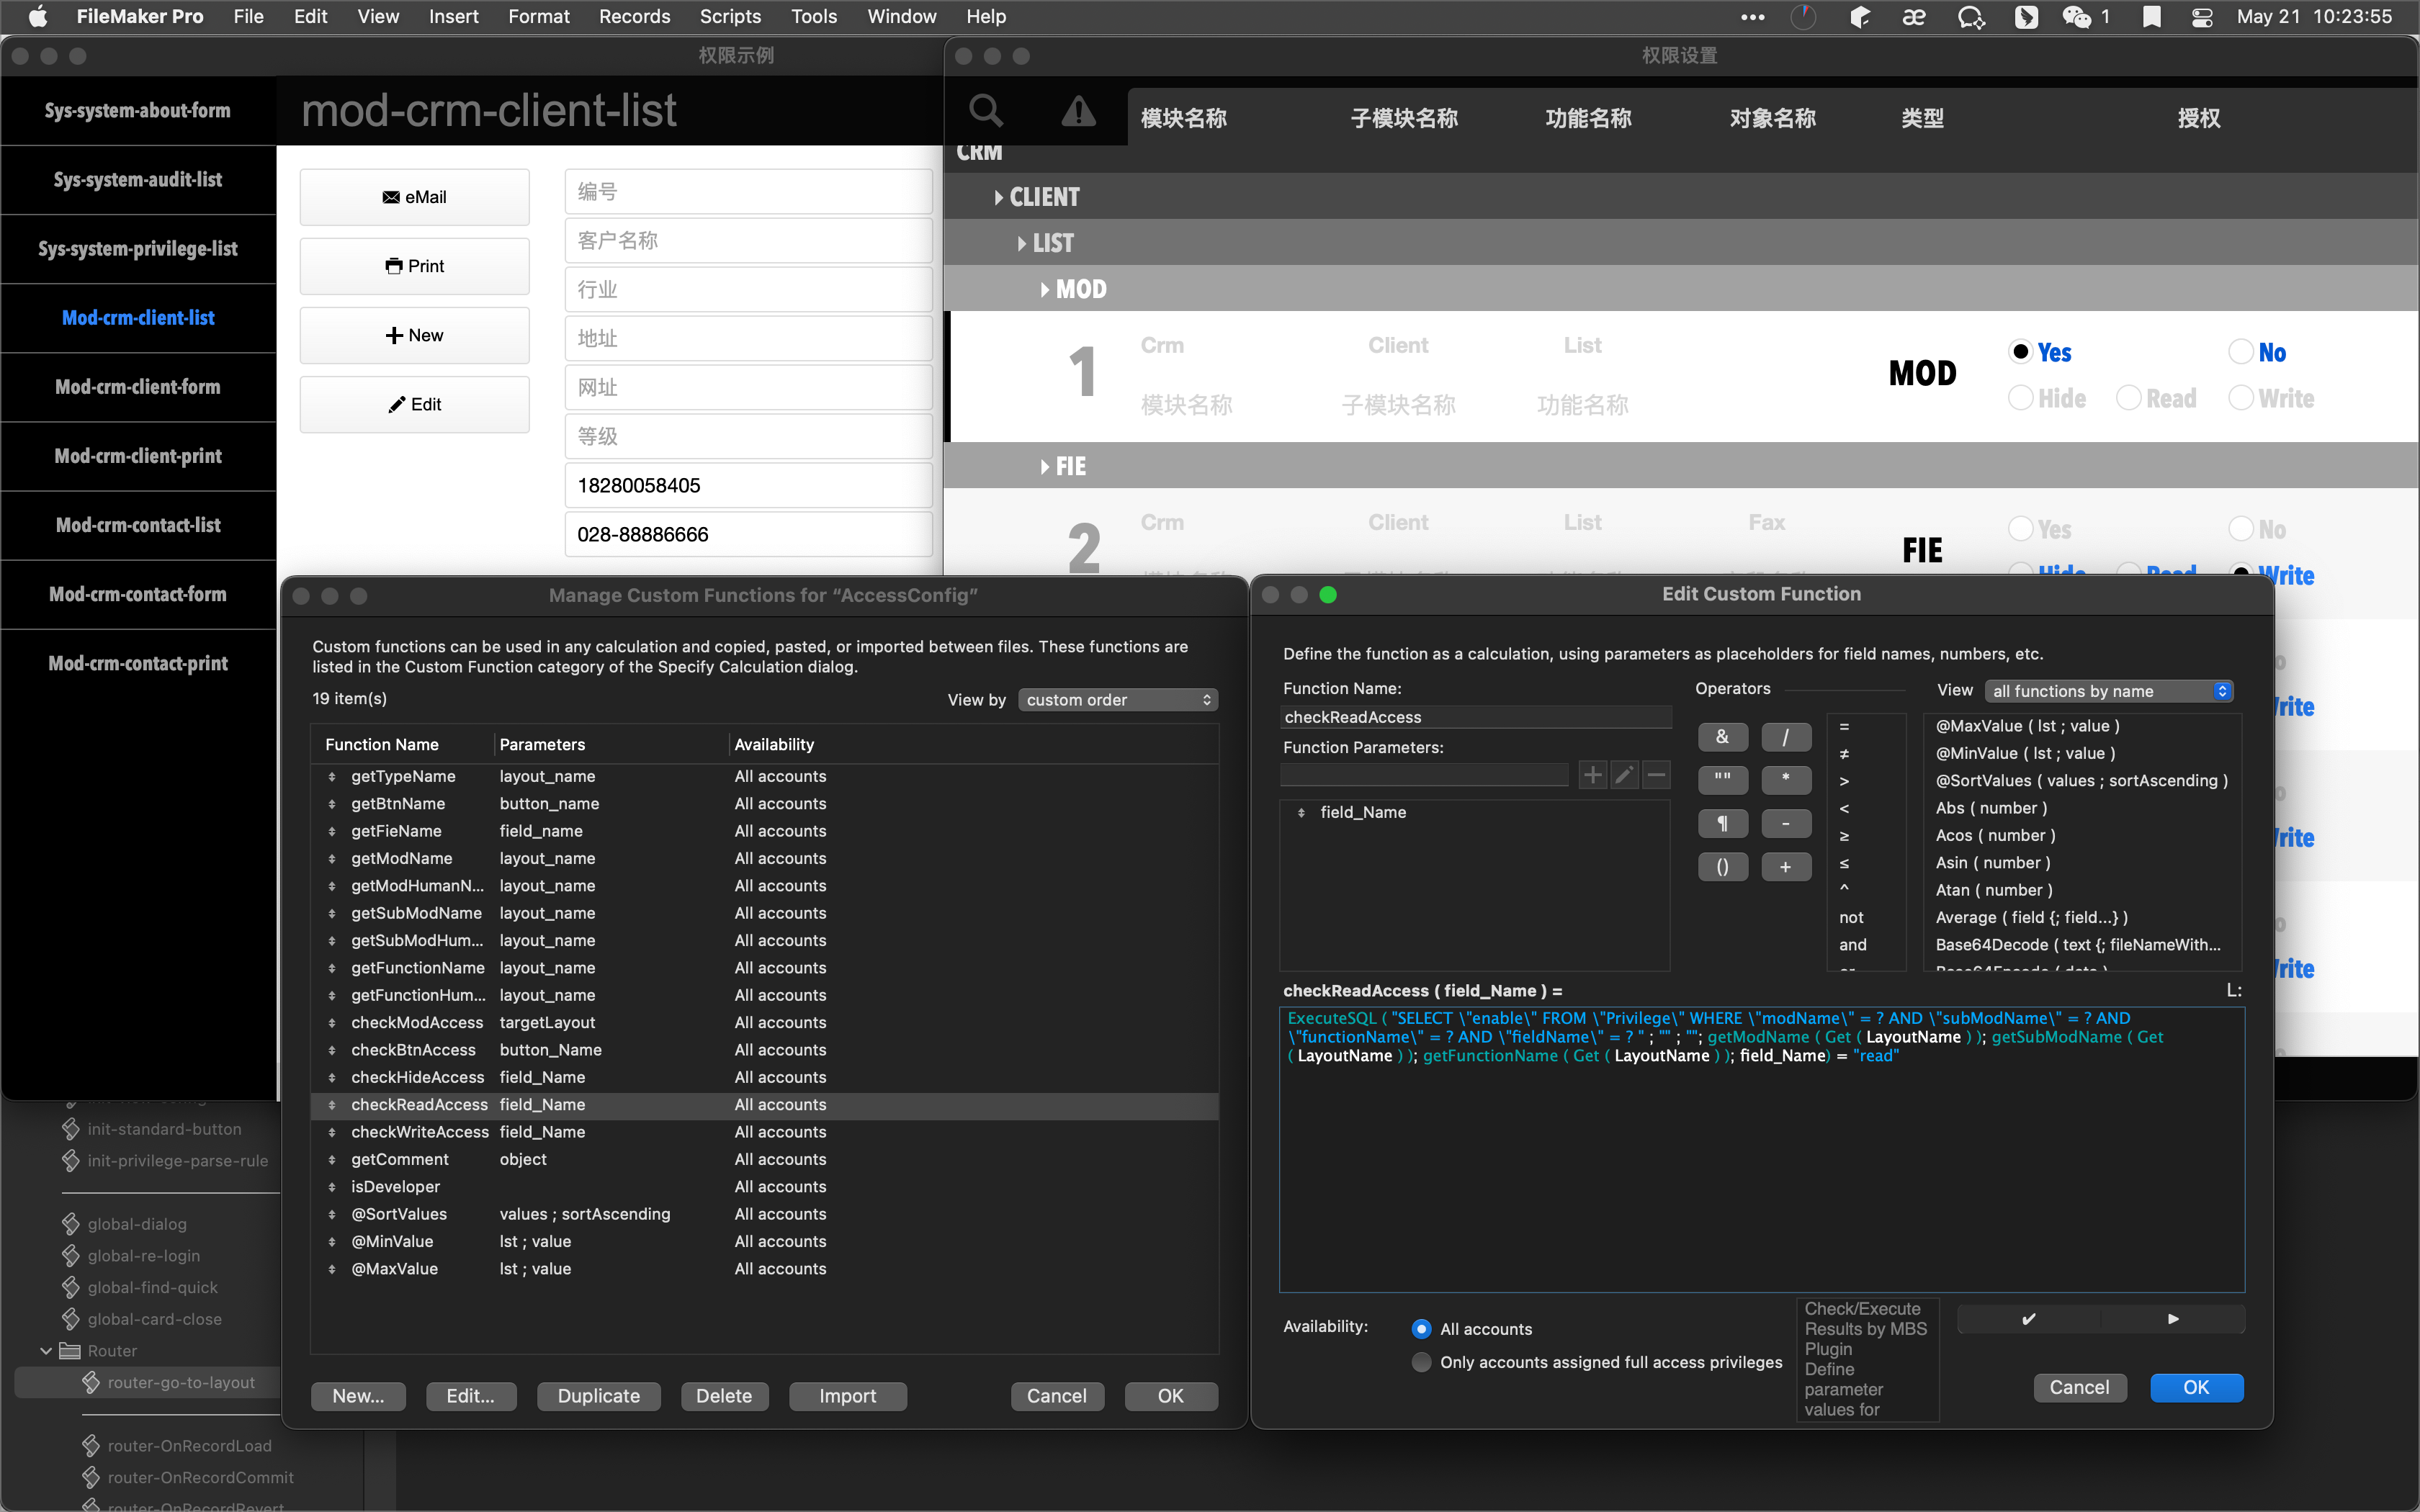 FileMaker Pro File Edit View Insert Format Records Scripts Tools Window Help ••• æ 1 May 21 10:23:55
权限示例
Sys-system-about-form
Sys-system-audit-list
Sys-system-privilege-list
Mod-crm-client-list
Mod-crm-client-form
Mod-crm-client-print
Mod-crm-contact-list
Mod-crm-contact-form
Mod-crm-contact-print
mod-crm-client-list
eMail
Print
New
Edit
编号
客户名称
行业
地址
网址
等级
18280058405
028-88886666
权限设置
模块名称 子模块名称 功能名称 对象名称 类型 授权
CRM
CLIENT
LIST
MOD
1 Crm Client List MOD Yes No
模块名称 子模块名称 功能名称 Hide Read Write
FIE
2 Crm Client List Fax FIE Yes No
Hide Read Write
Write
Write
Write
init-standard-button
init-privilege-parse-rule
global-dialog
global-re-login
global-find-quick
global-card-close
Router
router-go-to-layout
router-OnRecordLoad
router-OnRecordCommit
router-OnRecordRevert
Manage Custom Functions for “AccessConfig”
Custom functions can be used in any calculation and copied, pasted, or imported between files. These functions are
listed in the Custom Function category of the Specify Calculation dialog.
19 item(s) View by custom order
Function Name Parameters Availability
getTypeName layout_name All accounts
getBtnName button_name All accounts
getFieName field_name All accounts
getModName layout_name All accounts
getModHumanN... layout_name All accounts
getSubModName layout_name All accounts
getSubModHum... layout_name All accounts
getFunctionName layout_name All accounts
getFunctionHum... layout_name All accounts
checkModAccess targetLayout All accounts
checkBtnAccess button_Name All accounts
checkHideAccess field_Name All accounts
checkReadAccess field_Name All accounts
checkWriteAccess field_Name All accounts
getComment object All accounts
isDeveloper All accounts
@SortValues values ; sortAscending All accounts
@MinValue lst ; value All accounts
@MaxValue lst ; value All accounts
New... Edit... Duplicate Delete Import Cancel OK
Edit Custom Function
Define the function as a calculation, using parameters as placeholders for field names, numbers, etc.
Function Name:
checkReadAccess
Function Parameters:
field_Name
Operators
& /
"" *
¶ -
() +
=
≠
>
<
≥
≤
^
not
and
or
View all functions by name
@MaxValue ( lst ; value )
@MinValue ( lst ; value )
@SortValues ( values ; sortAscending )
Abs ( number )
Acos ( number )
Asin ( number )
Atan ( number )
Average ( field {; field...} )
Base64Decode ( text {; fileNameWith...
Base64Encode ( data )
checkReadAccess ( field_Name ) = L:
ExecuteSQL ( "SELECT \"enable\" FROM \"Privilege\" WHERE \"modName\" = ? AND \"subModName\" = ? AND
\"functionName\" = ? AND \"fieldName\" = ? " ; "" ; ""; getModName ( Get ( LayoutName ) ); getSubModName ( Get
( LayoutName ) ); getFunctionName ( Get ( LayoutName ) ); field_Name) = "read"
Availability: All accounts
Only accounts assigned full access privileges
Check/Execute
Results by MBS
Plugin
Define
parameter
values for
Cancel OK